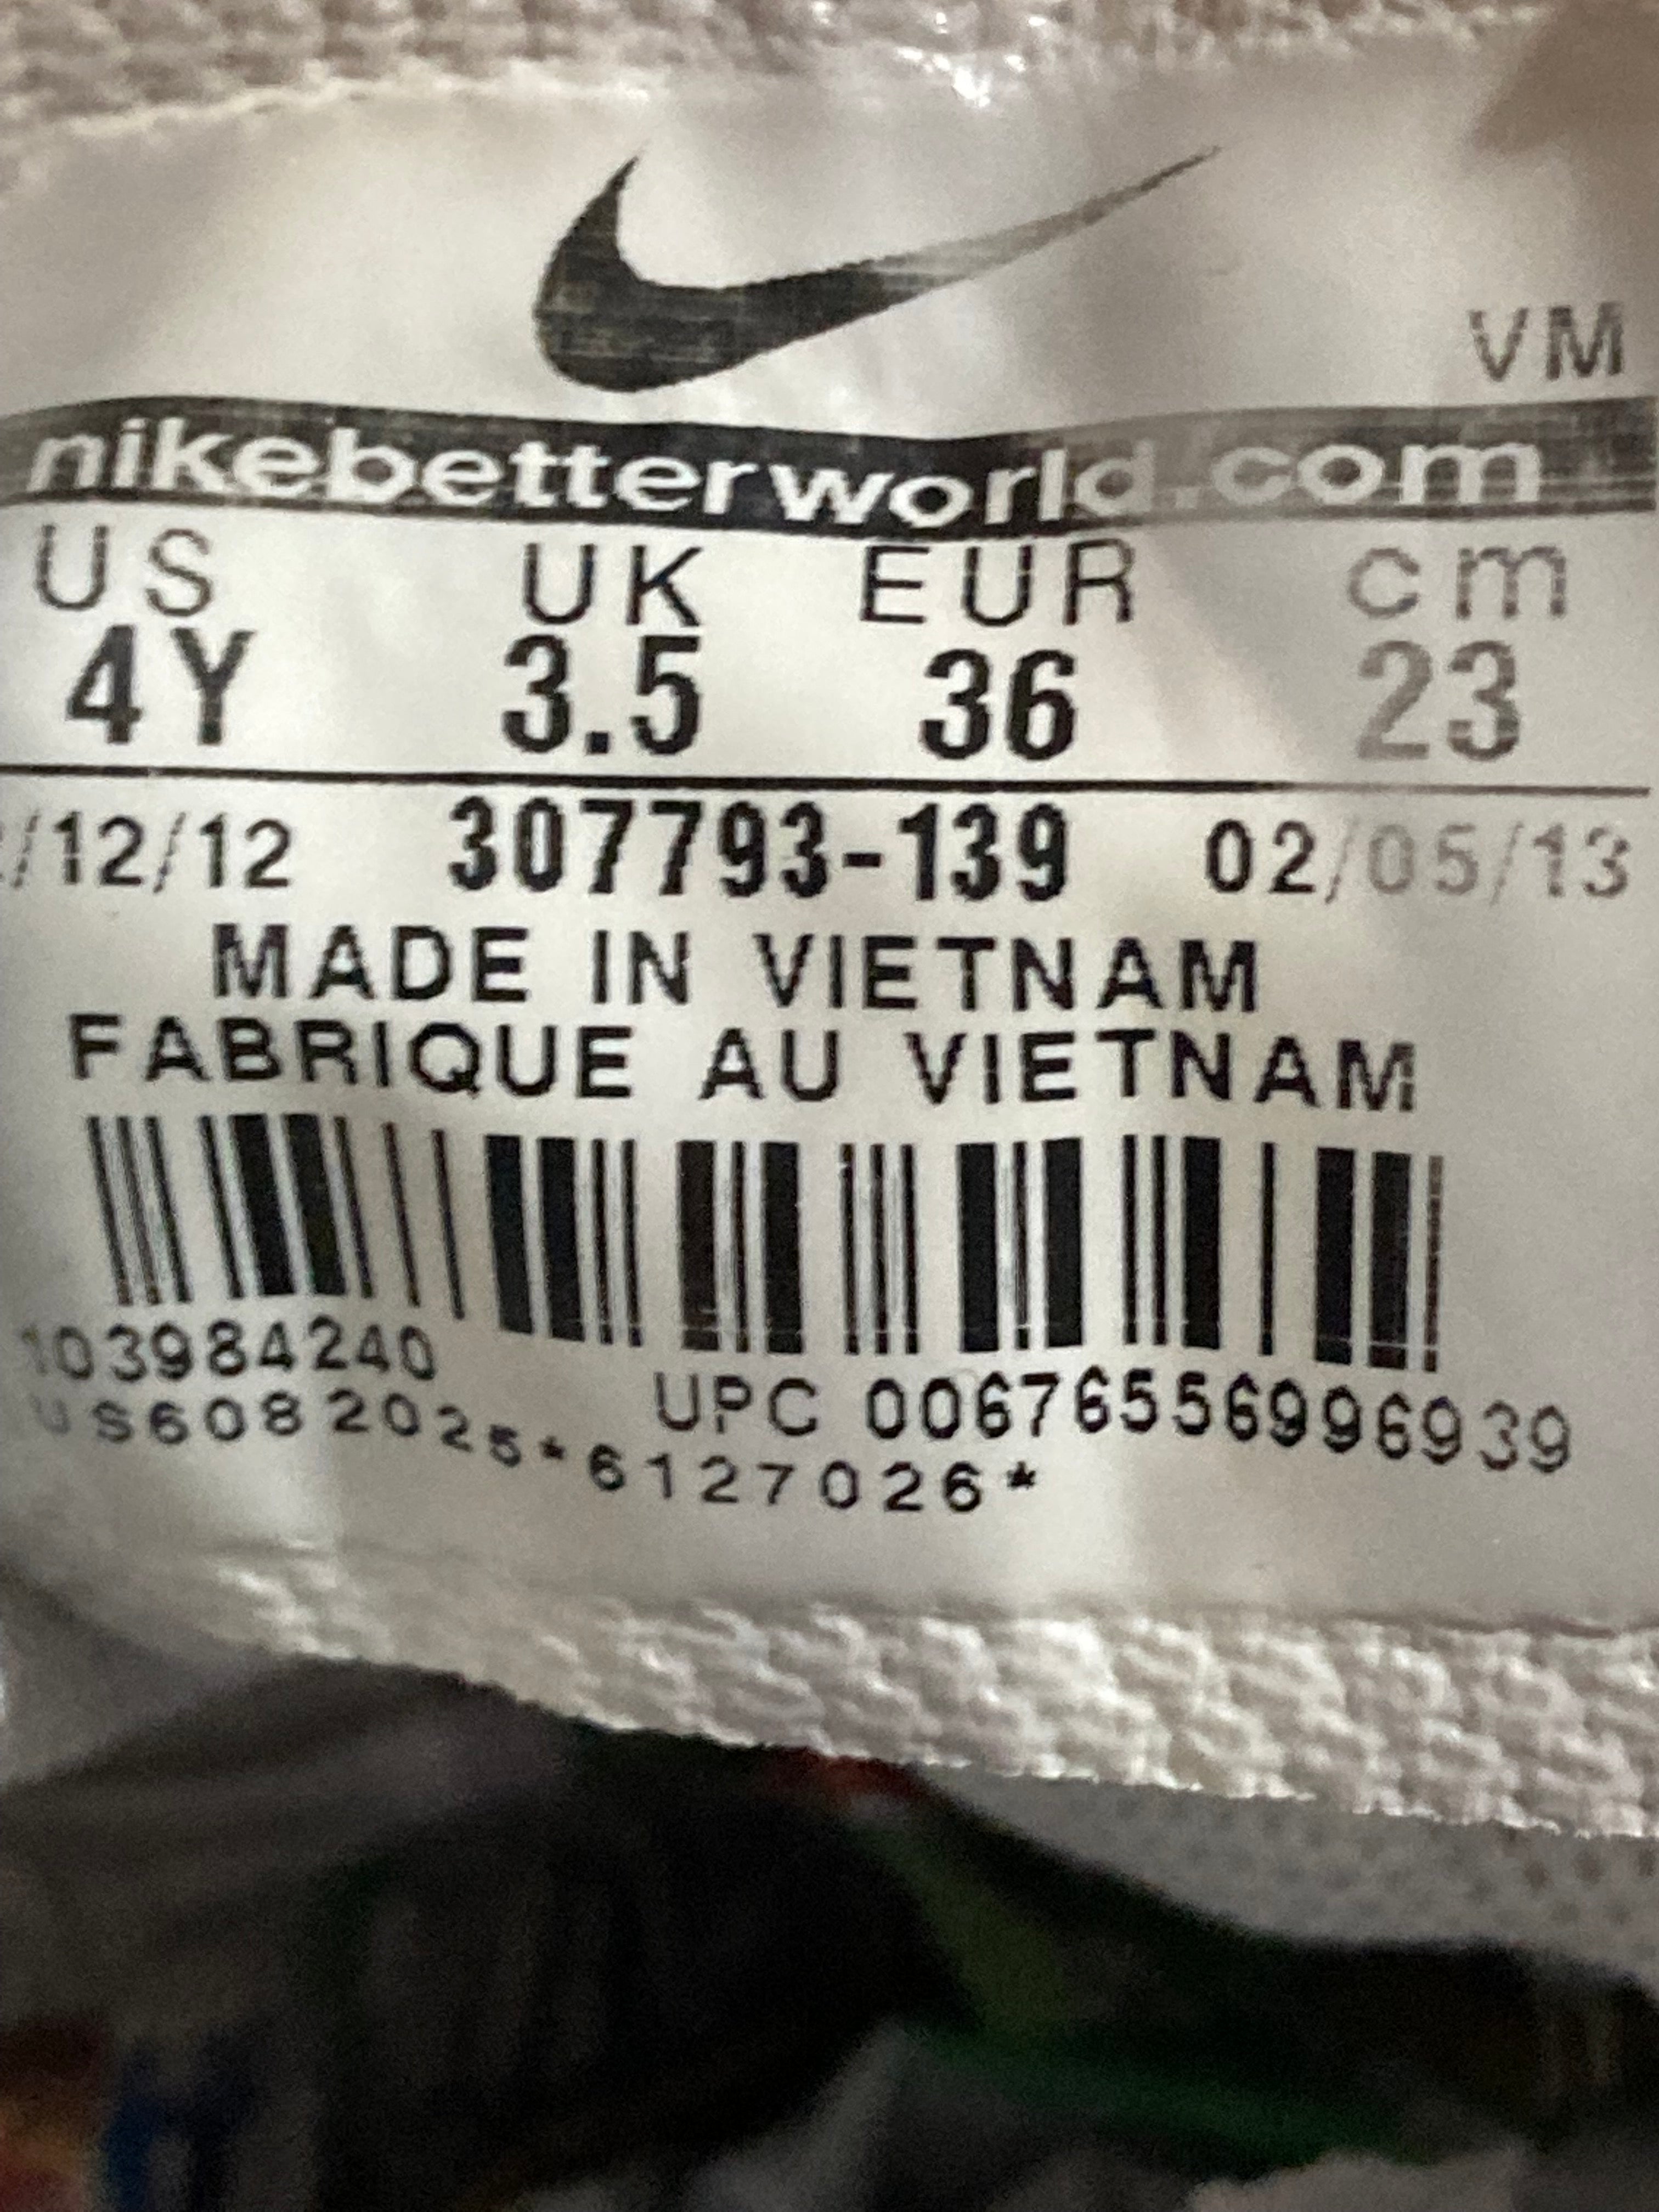 VM
nikebetterworld.com
US UK EUR cm
4Y 3.5 36 23
/12/12 307793-139 02/05/13
MADE IN VIETNAM
FABRIQUE AU VIETNAM
103984240
UPC 00676556996939
US6082025*6127026*